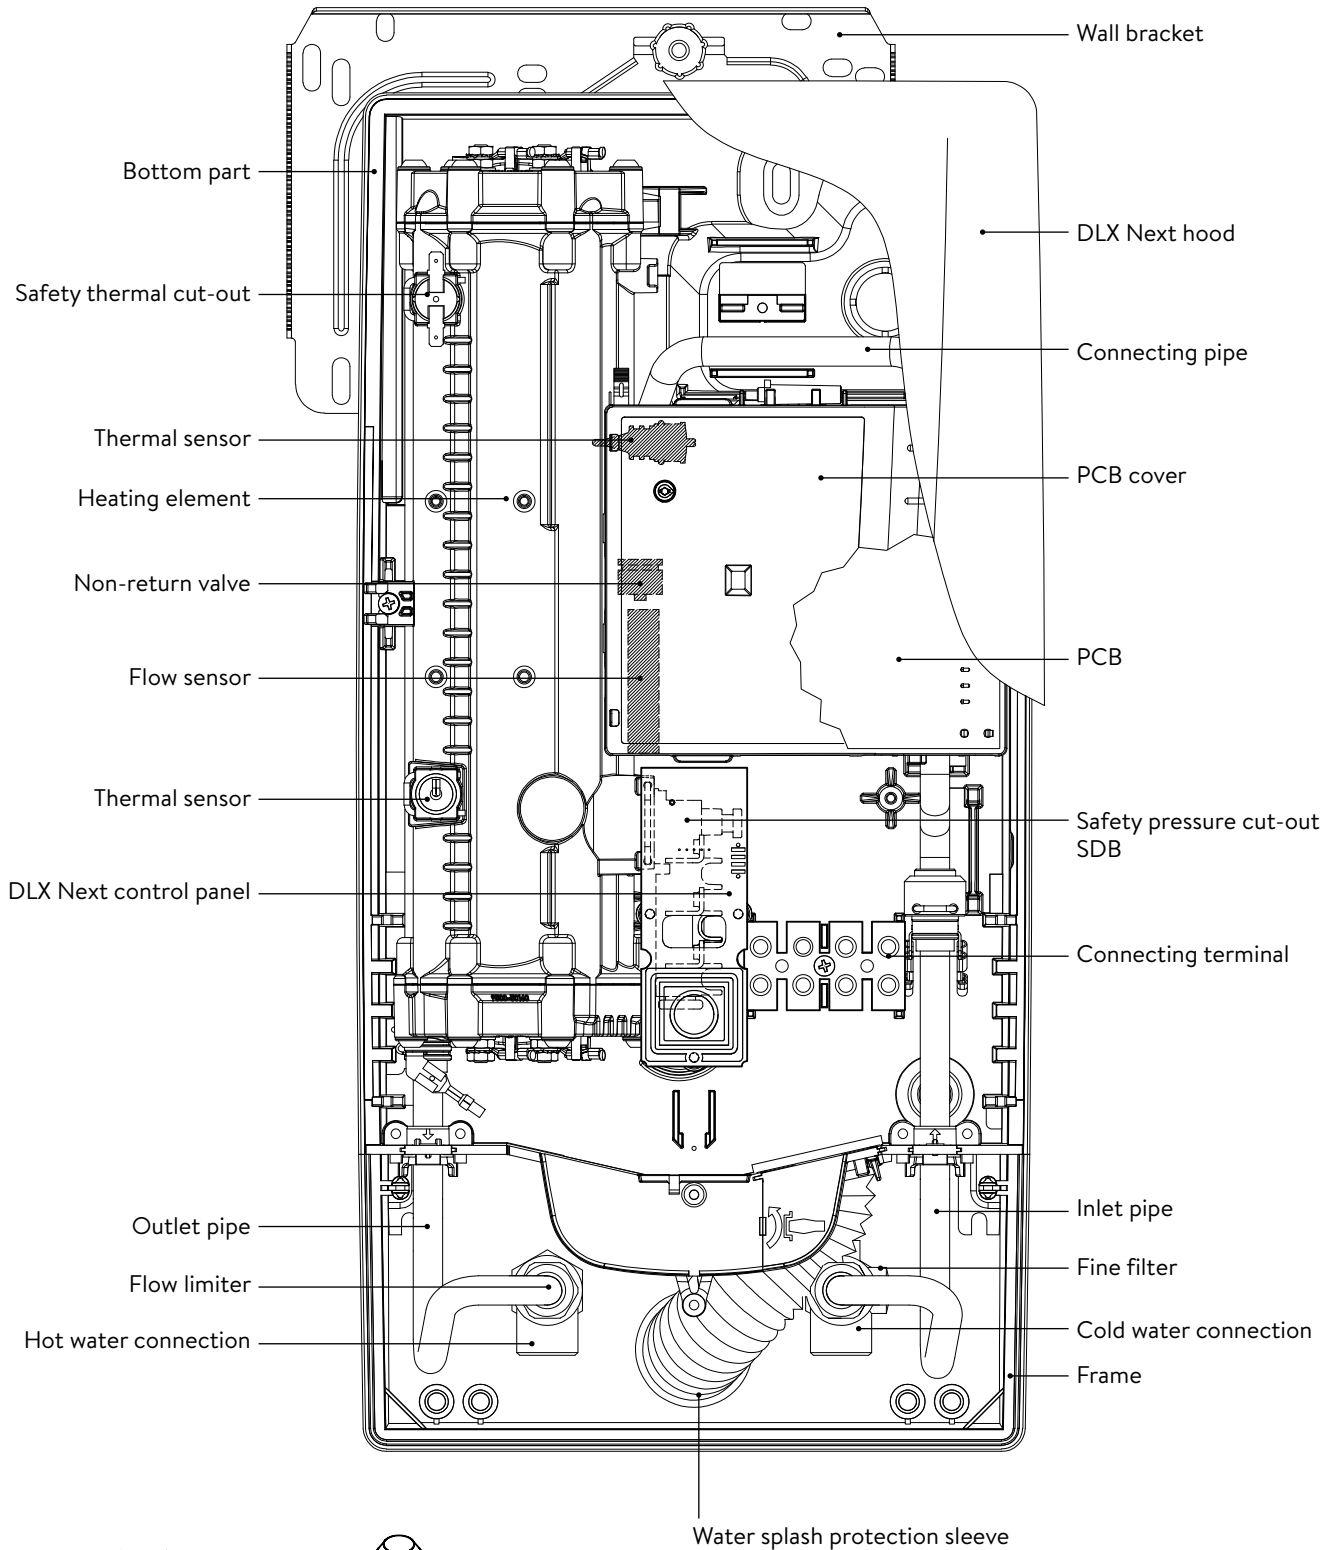 Wall bracket
Bottom part
DLX Next hood
Safety thermal cut-out
Connecting pipe
Thermal sensor
PCB cover
Heating element
Non-return valve
PCB
Flow sensor
Thermal sensor
Safety pressure cut-out
SDB
DLX Next control panel
Connecting terminal
Inlet pipe
Outlet pipe
Fine filter
Flow limiter
Cold water connection
Hot water connection
Frame
Water splash protection sleeve